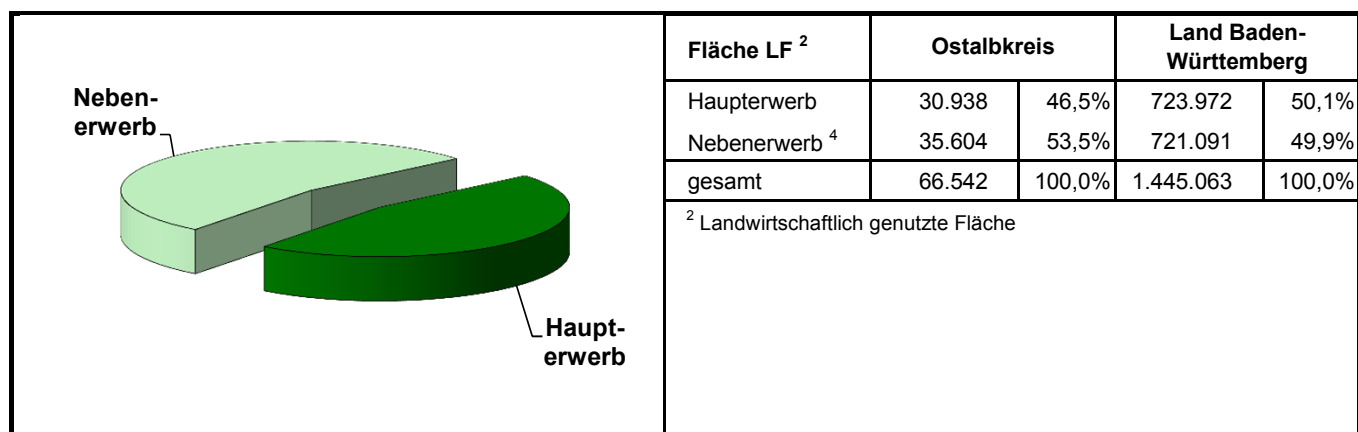 Neben-
erwerb
Haupt-
erwerb
Fläche LF ² Ostalbkreis Land Baden-
Württemberg
Haupterwerb 30.938 46,5% 723.972 50,1%
Nebenerwerb ⁴ 35.604 53,5% 721.091 49,9%
gesamt 66.542 100,0% 1.445.063 100,0%
² Landwirtschaftlich genutzte Fläche